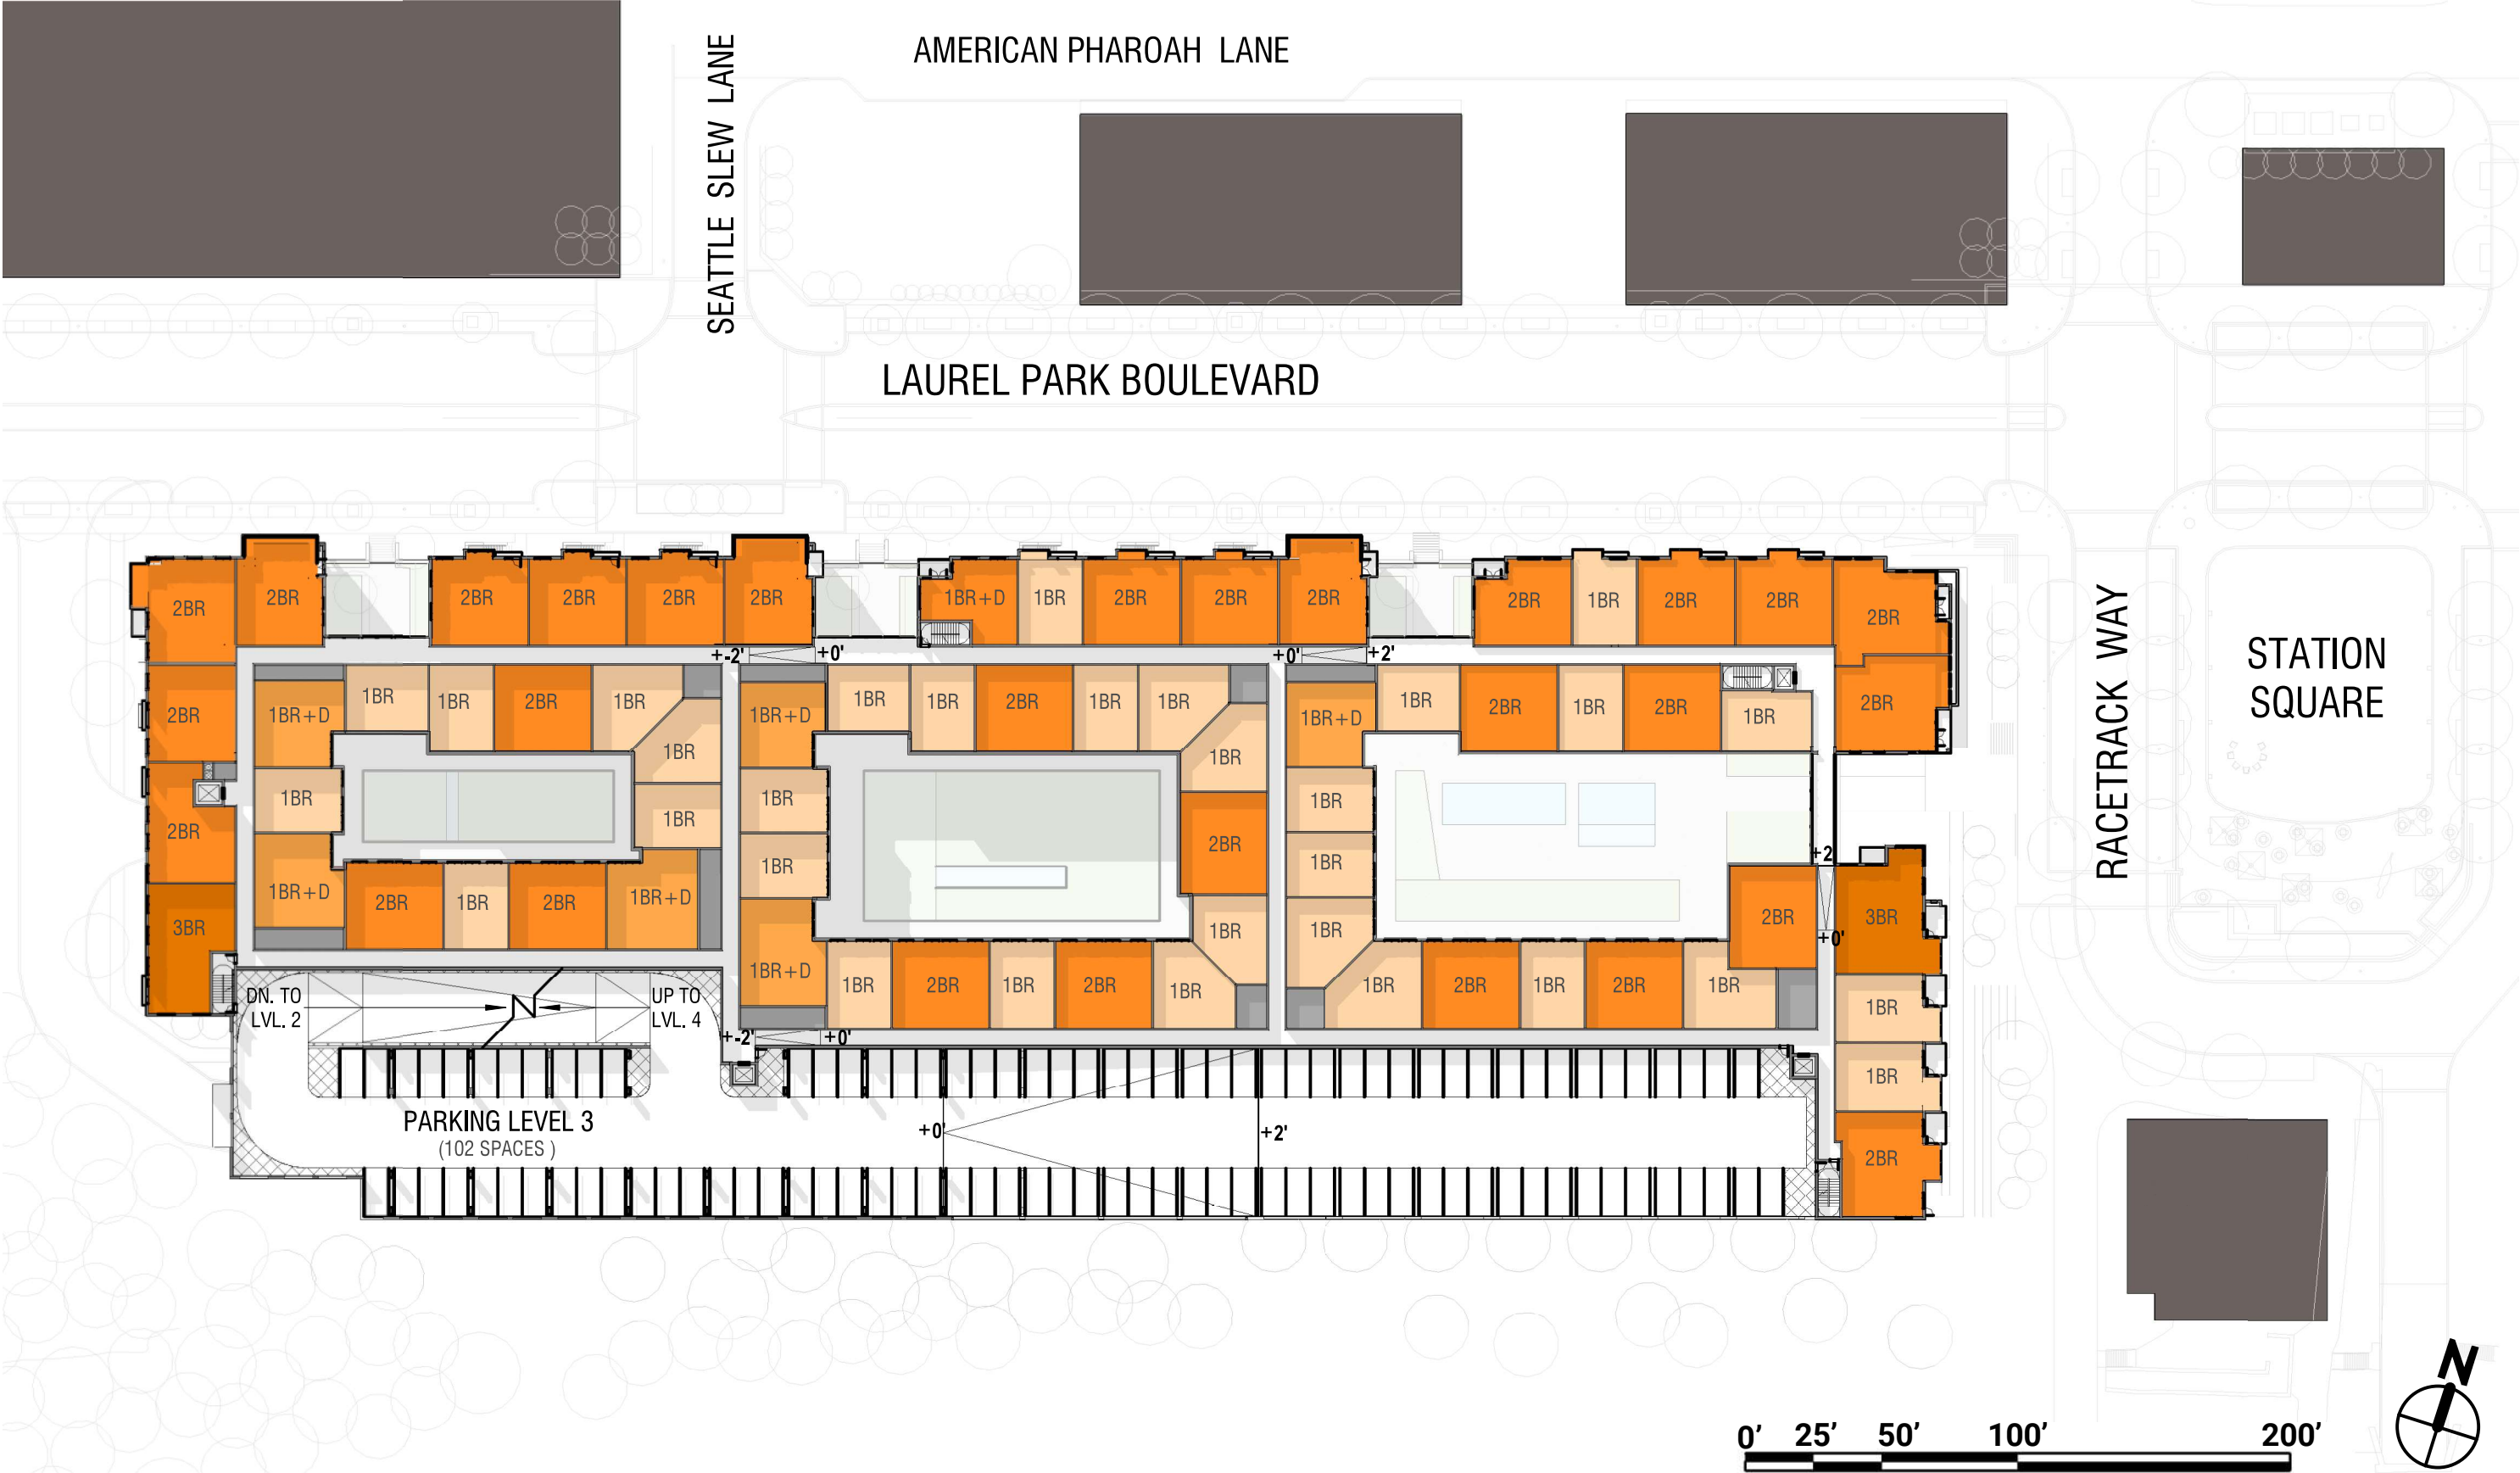 AMERICAN PHAROAH LANE
SEATTLE SLEW LANE
LAUREL PARK BOULEVARD
RACETRACK WAY
STATION
SQUARE
2BR
2BR
2BR
2BR
2BR
2BR
1BR+D
1BR
2BR
2BR
2BR
2BR
1BR
2BR
2BR
2BR
+-2'
+0'
+0'
+2'
2BR
1BR+D
1BR
1BR
2BR
1BR
1BR
1BR
1BR
2BR
1BR+D
2BR
1BR
2BR
1BR+D
3BR
1BR+D
1BR
1BR
2BR
1BR
1BR
1BR
1BR
1BR
2BR
1BR+D
1BR
1BR
2BR
1BR
2BR
1BR
1BR+D
1BR
2BR
1BR
2BR
1BR
2BR
1BR
1BR
1BR
2BR
1BR
2BR
1BR
2BR
1BR
+2
+0'
3BR
1BR
1BR
2BR
DN. TO
LVL. 2
N
UP TO
LVL. 4
+-2'
+0'
PARKING LEVEL 3
(102 SPACES )
+0'
+2'
N
0' 25' 50' 100' 200'